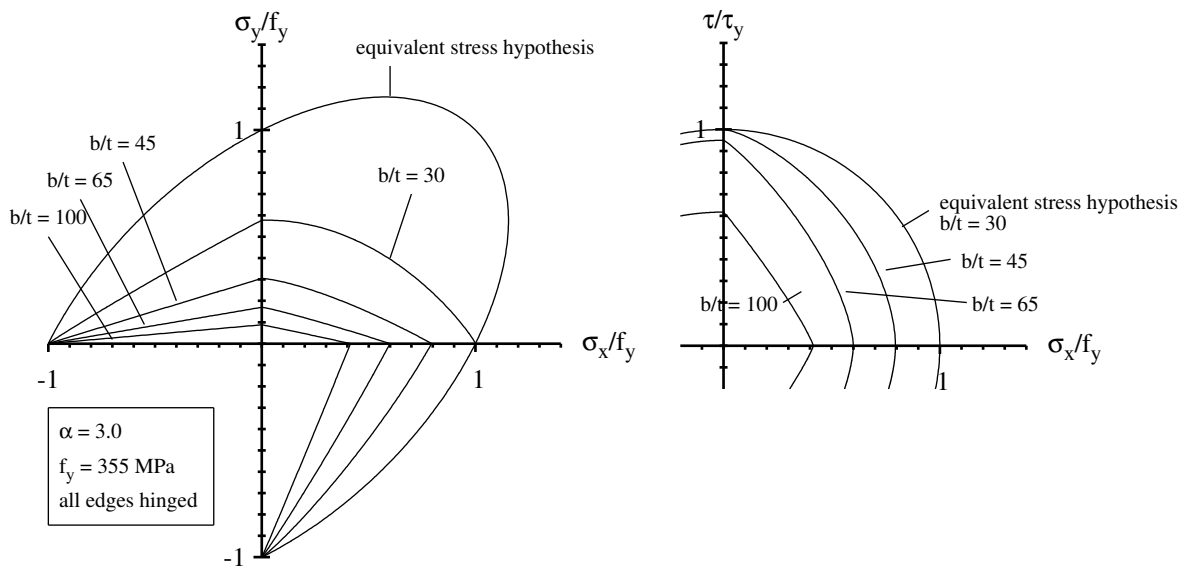 σy/fy
equivalent stress hypothesis
1
b/t = 45
b/t = 65
b/t = 100
b/t = 30
-1
1
σx/fy
-1
α = 3.0
fy = 355 MPa
all edges hinged
τ/τy
1
equivalent stress hypothesis
b/t = 30
b/t = 45
b/t = 65
b/t = 100
σx/fy
1